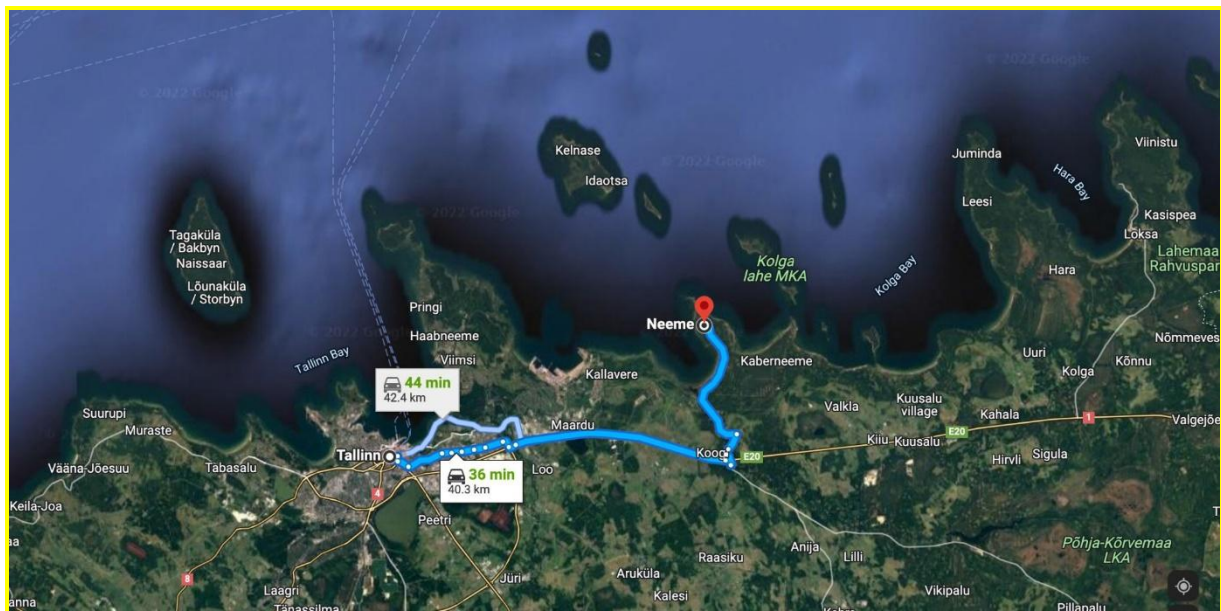 © 2022 Google
© 2022 Google
Viinistu
Kelnase
Juminda
© 2022 Google
Hara Bay
Idaotsa
Leesi
© 2022 Google
Kasispea
Loksa
Tagaküla
/ Bakbyn
Naissaar
Lahemaa
Rahvuspar
Kolga
lahe MKA
Kolga Bay
Hara
Lõunaküla
/ Storbyn
Pringi
© 2022 Google
Neeme
Haabneeme
Nõmmeves
Tallinn Bay
Viimsi
Kaberneeme
Uuri
Kõnnu
Kallavere
Kolga
44 min
42.4 km
Suurupi
Muraste
Valkla
Kuusalu
village
Kahala
1
Valgejõe
Maardu
E20
Kiiu
Kuusalu
Tallinn
Koogi
E20
Sigula
Hirvli
Vääna-Jõesuu
Tabasalu
Loo
36 min
40.3 km
4
Keila-Joa
Peetri
Põhja-Kõrvemaa
LKA
Anija
Lilli
Raasiku
8
Jüri
Aruküla
Laagri
Kalesi
Vikipalu
anna
Tänassilma
Pillapalu